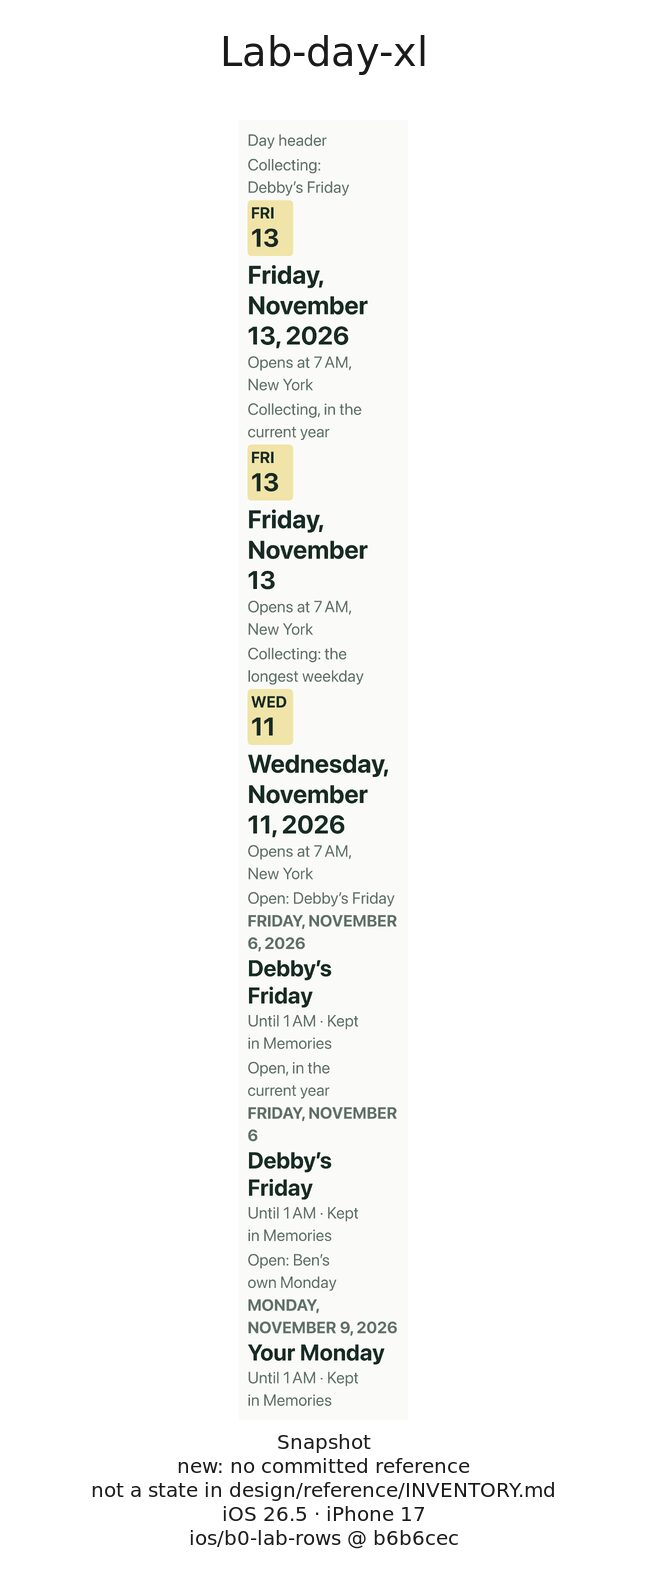 Lab-day-xl
Day header
Collecting:
Debby’s Friday
FRI
13
Friday,
November
13, 2026
Opens at 7 AM,
New York
Collecting, in the
current year
FRI
13
Friday,
November
13
Opens at 7 AM,
New York
Collecting: the
longest weekday
WED
11
Wednesday,
November
11, 2026
Opens at 7 AM,
New York
Open: Debby’s Friday
FRIDAY, NOVEMBER
6, 2026
Debby’s
Friday
Until 1 AM · Kept
in Memories
Open, in the
current year
FRIDAY, NOVEMBER
6
Debby’s
Friday
Until 1 AM · Kept
in Memories
Open: Ben’s
own Monday
MONDAY,
NOVEMBER 9, 2026
Your Monday
Until 1 AM · Kept
in Memories
Snapshot
new: no committed reference
not a state in design/reference/INVENTORY.md
iOS 26.5 · iPhone 17
ios/b0-lab-rows @ b6b6cec